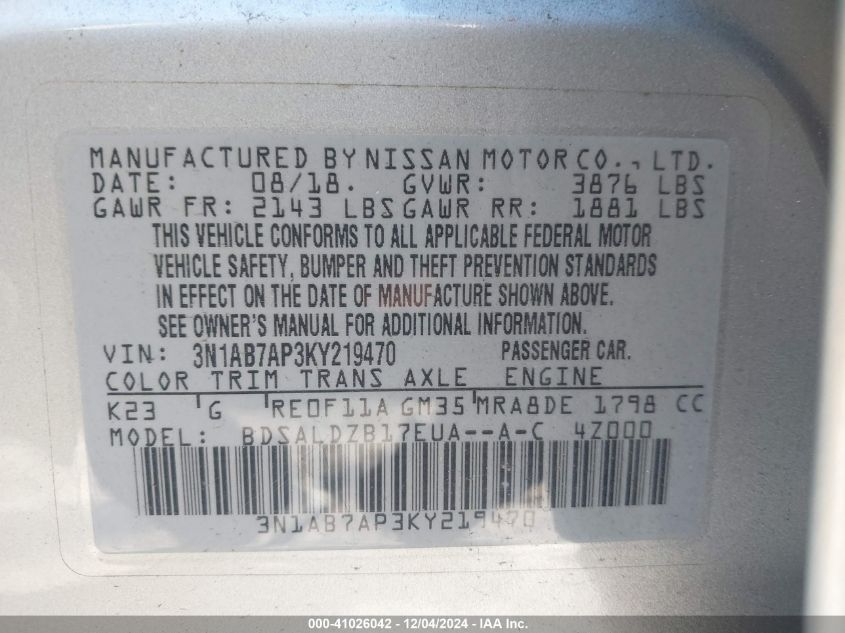 MANUFACTURED BY NISSAN MOTOR CO., LTD.
DATE: 08/18. GVWR: 3876 LBS
GAWR FR: 2143 LBS GAWR RR: 1881 LBS
THIS VEHICLE CONFORMS TO ALL APPLICABLE FEDERAL MOTOR
VEHICLE SAFETY, BUMPER AND THEFT PREVENTION STANDARDS
IN EFFECT ON THE DATE OF MANUFACTURE SHOWN ABOVE.
SEE OWNER'S MANUAL FOR ADDITIONAL INFORMATION.
VIN: 3N1AB7AP3KY219470 PASSENGER CAR.
COLOR TRIM TRANS AXLE ENGINE
K23 G RE0F11A GM35 MRA8DE 1798 CC
MODEL: BDSALDZB17EUA--A-C 4Z000
3N1AB7AP3KY219470
000-41026042 - 12/04/2024 - IAA Inc.